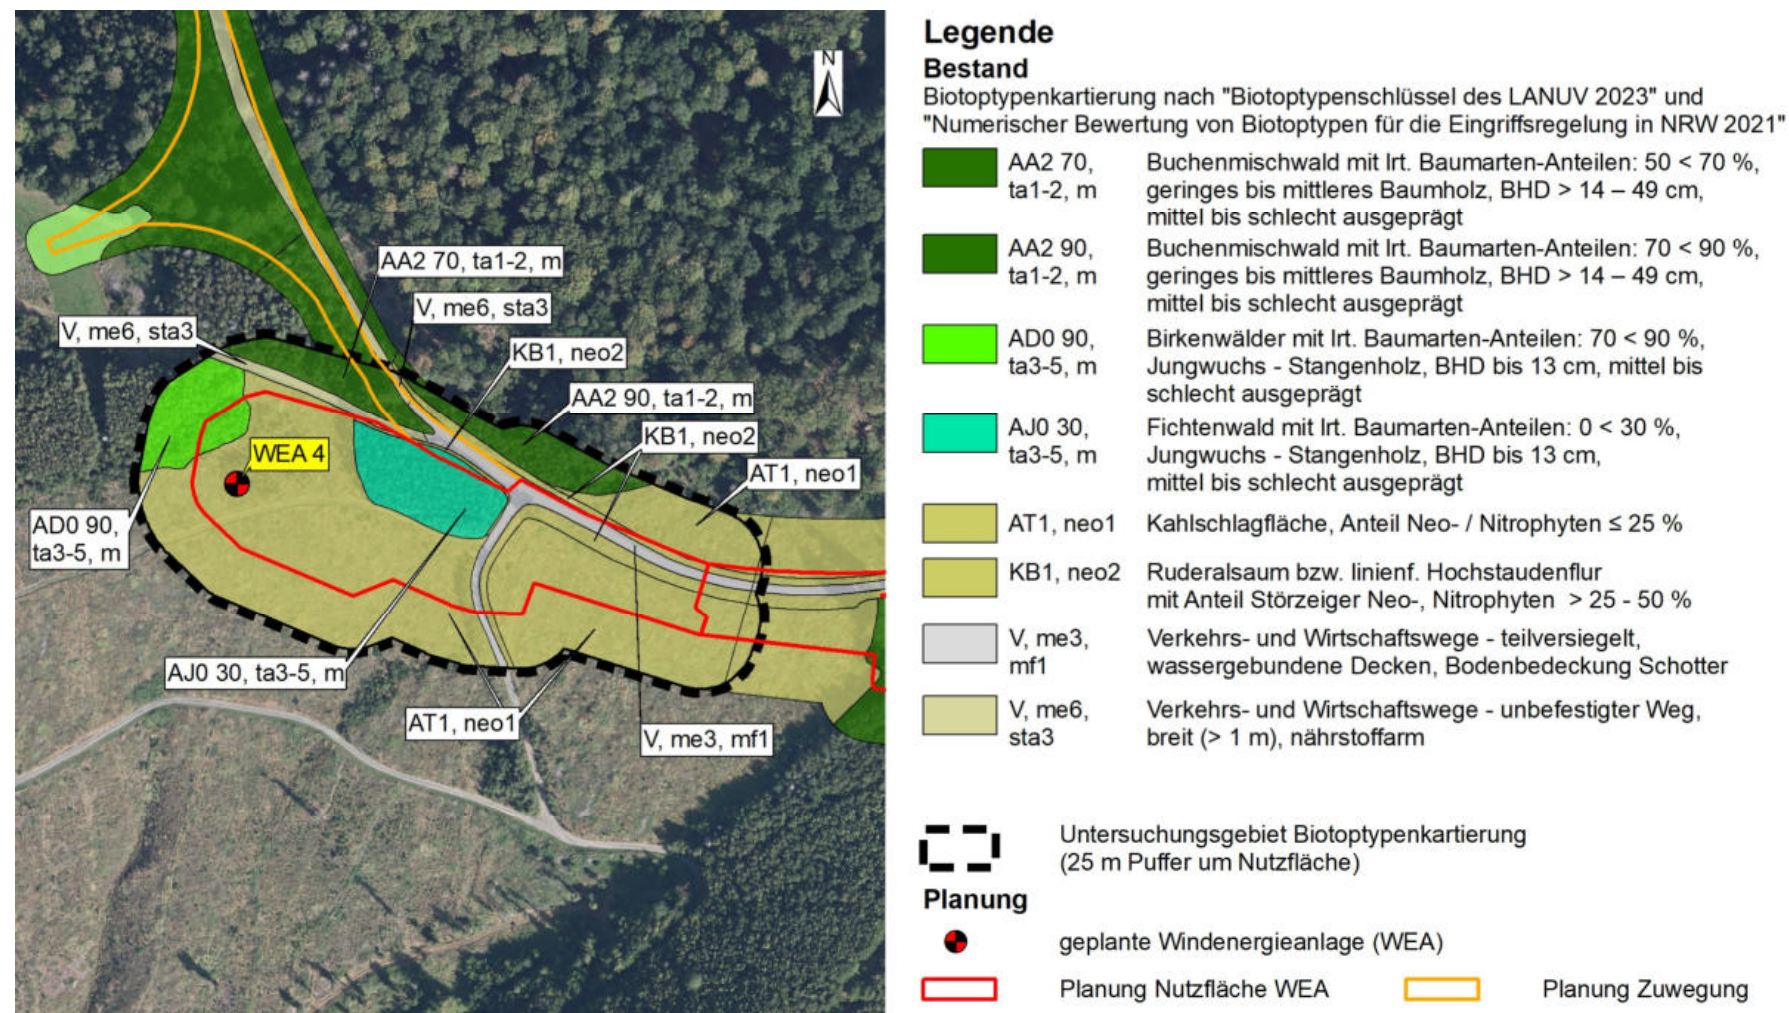 N
AA2 70, ta1-2, m
V, me6, sta3
V, me6, sta3
KB1, neo2
AA2 90, ta1-2, m
KB1, neo2
WEA 4
AT1, neo1
AD0 90,
ta3-5, m
AJ0 30, ta3-5, m
AT1, neo1
V, me3, mf1
Legende
Bestand
Biotoptypenkartierung nach "Biotoptypenschlüssel des LANUV 2023" und
"Numerischer Bewertung von Biotoptypen für die Eingriffsregelung in NRW 2021"
AA2 70, Buchenmischwald mit lrt. Baumarten-Anteilen: 50 < 70 %,
ta1-2, m geringes bis mittleres Baumholz, BHD > 14 – 49 cm,
mittel bis schlecht ausgeprägt
AA2 90, Buchenmischwald mit lrt. Baumarten-Anteilen: 70 < 90 %,
ta1-2, m geringes bis mittleres Baumholz, BHD > 14 – 49 cm,
mittel bis schlecht ausgeprägt
AD0 90, Birkenwälder mit lrt. Baumarten-Anteilen: 70 < 90 %,
ta3-5, m Jungwuchs - Stangenholz, BHD bis 13 cm, mittel bis
schlecht ausgeprägt
AJ0 30, Fichtenwald mit lrt. Baumarten-Anteilen: 0 < 30 %,
ta3-5, m Jungwuchs - Stangenholz, BHD bis 13 cm,
mittel bis schlecht ausgeprägt
AT1, neo1 Kahlschlagfläche, Anteil Neo- / Nitrophyten ≤ 25 %
KB1, neo2 Ruderalsaum bzw. linienf. Hochstaudenflur
mit Anteil Störzeiger Neo-, Nitrophyten > 25 - 50 %
V, me3, Verkehrs- und Wirtschaftswege - teilversiegelt,
mf1 wassergebundene Decken, Bodenbedeckung Schotter
V, me6, Verkehrs- und Wirtschaftswege - unbefestigter Weg,
sta3 breit (> 1 m), nährstoffarm
Untersuchungsgebiet Biotoptypenkartierung
(25 m Puffer um Nutzfläche)
Planung
geplante Windenergieanlage (WEA)
Planung Nutzfläche WEA Planung Zuwegung